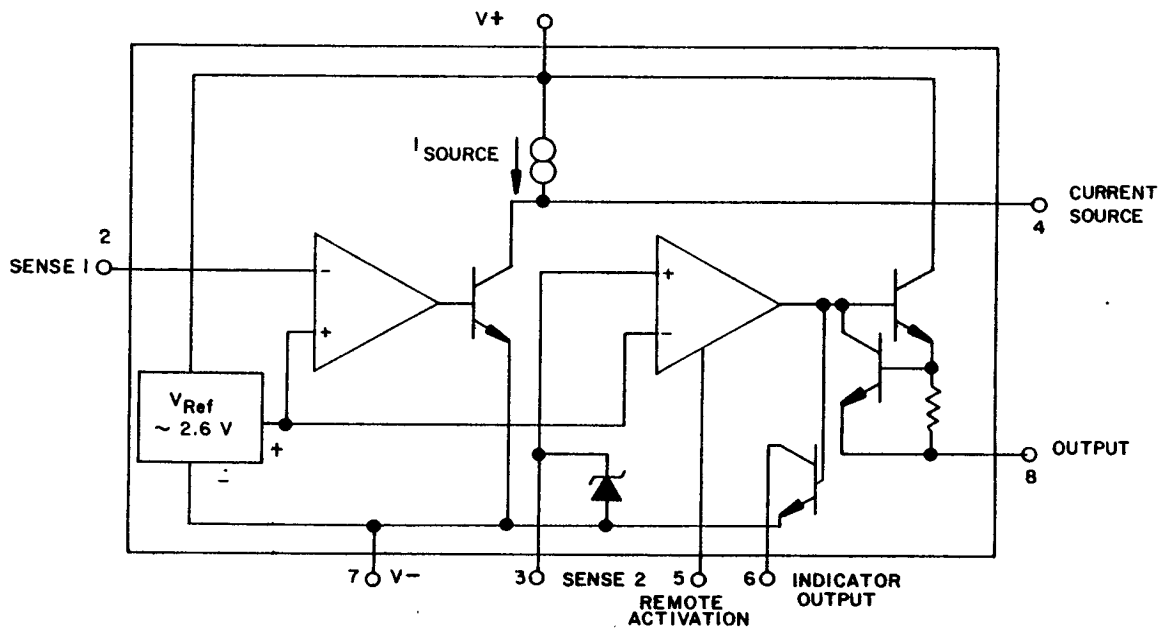 V+
I SOURCE
CURRENT
SOURCE
4
2
SENSE 1
-
+
+
-
V Ref
~ 2.6 V
+
-
OUTPUT
8
7 V-
3 SENSE 2
5
REMOTE
ACTIVATION
6 INDICATOR
OUTPUT